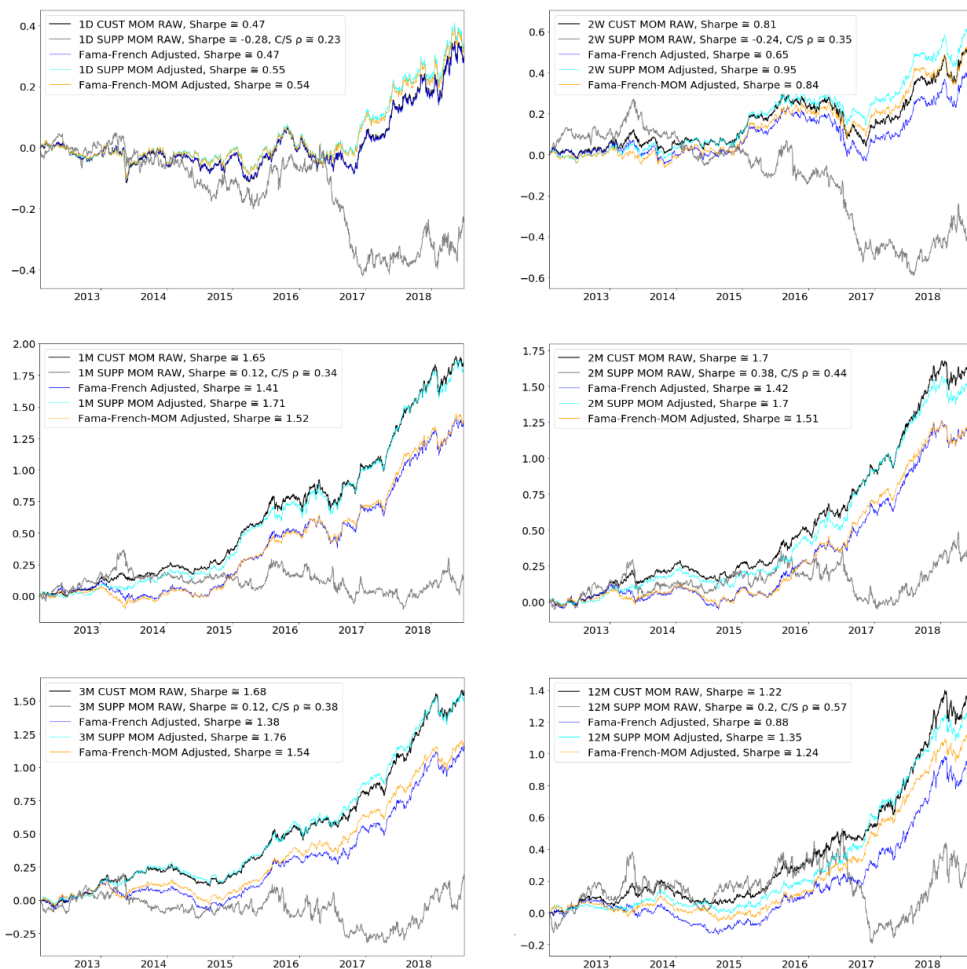 1D CUST MOM RAW, Sharpe ≅ 0.47
1D SUPP MOM RAW, Sharpe ≅ -0.28, C/S ρ ≅ 0.23
Fama-French Adjusted, Sharpe ≅ 0.47
1D SUPP MOM Adjusted, Sharpe ≅ 0.55
Fama-French-MOM Adjusted, Sharpe ≅ 0.54
0.4
0.2
0.0
−0.2
−0.4
2013 2014 2015 2016 2017 2018
2W CUST MOM RAW, Sharpe ≅ 0.81
2W SUPP MOM RAW, Sharpe ≅ -0.24, C/S ρ ≅ 0.35
Fama-French Adjusted, Sharpe ≅ 0.65
2W SUPP MOM Adjusted, Sharpe ≅ 0.95
Fama-French-MOM Adjusted, Sharpe ≅ 0.84
0.6
0.4
0.2
0.0
−0.2
−0.4
−0.6
2013 2014 2015 2016 2017 2018
1M CUST MOM RAW, Sharpe ≅ 1.65
1M SUPP MOM RAW, Sharpe ≅ 0.12, C/S ρ ≅ 0.34
Fama-French Adjusted, Sharpe ≅ 1.41
1M SUPP MOM Adjusted, Sharpe ≅ 1.71
Fama-French-MOM Adjusted, Sharpe ≅ 1.52
2.00
1.75
1.50
1.25
1.00
0.75
0.50
0.25
0.00
2013 2014 2015 2016 2017 2018
2M CUST MOM RAW, Sharpe ≅ 1.7
2M SUPP MOM RAW, Sharpe ≅ 0.38, C/S ρ ≅ 0.44
Fama-French Adjusted, Sharpe ≅ 1.42
2M SUPP MOM Adjusted, Sharpe ≅ 1.7
Fama-French-MOM Adjusted, Sharpe ≅ 1.51
1.75
1.50
1.25
1.00
0.75
0.50
0.25
0.00
2013 2014 2015 2016 2017 2018
3M CUST MOM RAW, Sharpe ≅ 1.68
3M SUPP MOM RAW, Sharpe ≅ 0.12, C/S ρ ≅ 0.38
Fama-French Adjusted, Sharpe ≅ 1.38
3M SUPP MOM Adjusted, Sharpe ≅ 1.76
Fama-French-MOM Adjusted, Sharpe ≅ 1.54
1.50
1.25
1.00
0.75
0.50
0.25
0.00
−0.25
2013 2014 2015 2016 2017 2018
12M CUST MOM RAW, Sharpe ≅ 1.22
12M SUPP MOM RAW, Sharpe ≅ 0.2, C/S ρ ≅ 0.57
Fama-French Adjusted, Sharpe ≅ 0.88
12M SUPP MOM Adjusted, Sharpe ≅ 1.35
Fama-French-MOM Adjusted, Sharpe ≅ 1.24
1.4
1.2
1.0
0.8
0.6
0.4
0.2
0.0
−0.2
2013 2014 2015 2016 2017 2018